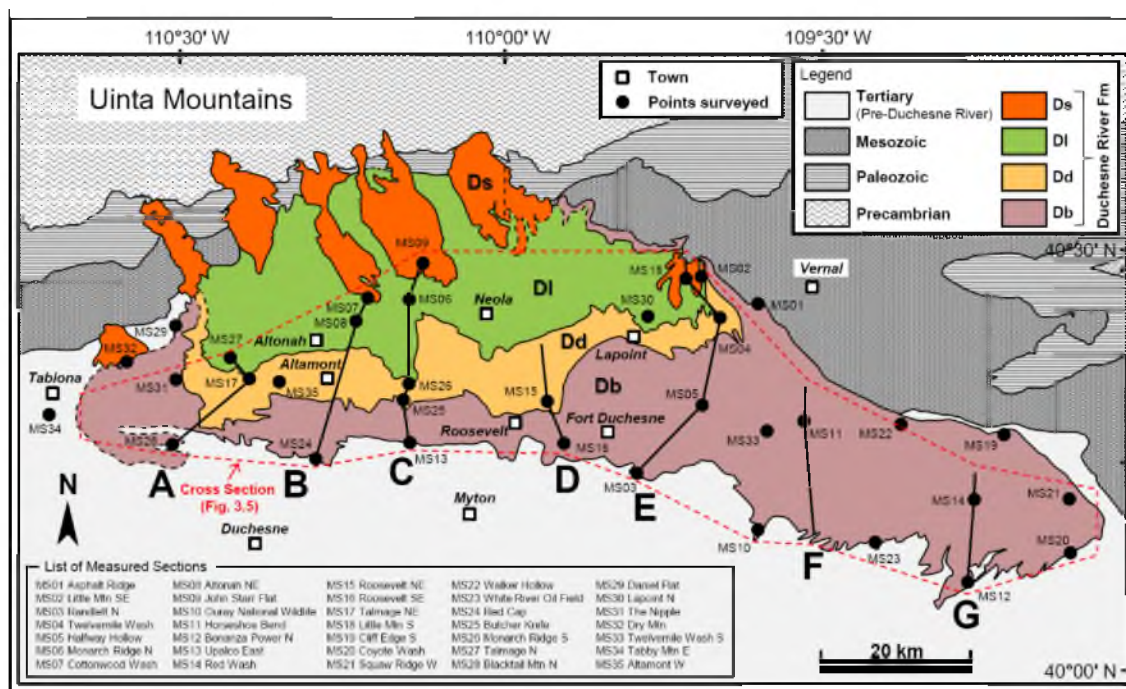 110°30' W
110°00' W
109°30' W
Uinta Mountains
Town
Points surveyed
Legend
Tertiary
(Pre-Duchesne River)
Mesozoic
Paleozoic
Precambrian
Ds
Dl
Dd
Db
Duchesne River Fm
40°30' N
Ds
MS09
MS18
MS02
Vernal
MS01
MS07
MS06
Dl
MS30
MS29
MS08
Neola
MS27
Altonah
Dd
Lapoint
MS04
MS32
Altamont
Tabiona
MS31
MS17
MS35
MS26
MS15
Db
MS05
MS25
MS34
Roosevelt
Fort Duchesne
MS33
MS11
MS22
MS19
MS28
MS24
MS13
MS16
N
A
B
C
D
E
MS03
MS14
MS21
Cross Section
(Fig. 3.5)
Myton
Duchesne
MS10
F
MS23
MS20
G
MS12
List of Measured Sections
MS01 Asphalt Ridge
MS02 Little Mtn SE
MS03 Randlett N
MS04 Twelvemile Wash
MS05 Halfway Hollow
MS06 Monarch Ridge N
MS07 Cottonwood Wash
MS08 Altonah NE
MS09 John Starr Flat
MS10 Ouray National Wildlife
MS11 Horseshoe Bend
MS12 Bonanza Power N
MS13 Upalco East
MS14 Red Wash
MS15 Roosevelt NE
MS16 Roosevelt SE
MS17 Talmage NE
MS18 Little Mtn S
MS19 Cliff Edge S
MS20 Coyote Wash
MS21 Squaw Ridge W
MS22 Walker Hollow
MS23 White River Oil Field
MS24 Red Cap
MS25 Butcher Knife
MS26 Monarch Ridge S
MS27 Talmage N
MS28 Blacktail Mtn N
MS29 Daniel Flat
MS30 Lapoint N
MS31 The Nipple
MS32 Dry Mtn
MS33 Twelvemile Wash S
MS34 Tabby Mtn E
MS35 Altamont W
20 km
40°00' N